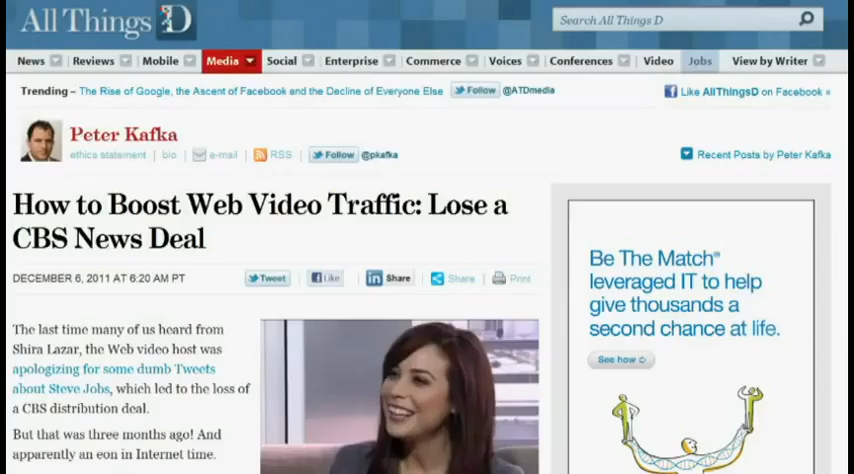 All Things D
Search All Things D
News Reviews Mobile Media Social Enterprise Commerce Voices Conferences Video Jobs View by Writer
Trending – The Rise of Google, the Ascent of Facebook and the Decline of Everyone Else Follow @ATDmedia
Like AllThingsD on Facebook »
Peter Kafka
ethics statement | bio | e-mail RSS Follow @pkafka
Recent Posts by Peter Kafka
How to Boost Web Video Traffic: Lose a
CBS News Deal
DECEMBER 6, 2011 AT 6:20 AM PT
Tweet Like in Share Share Print
The last time many of us heard from
Shira Lazar, the Web video host was
apologizing for some dumb Tweets
about Steve Jobs, which led to the loss of
a CBS distribution deal.
But that was three months ago! And
apparently an eon in Internet time.
Be The Match®
leveraged IT to help
give thousands a
second chance at life.
See how